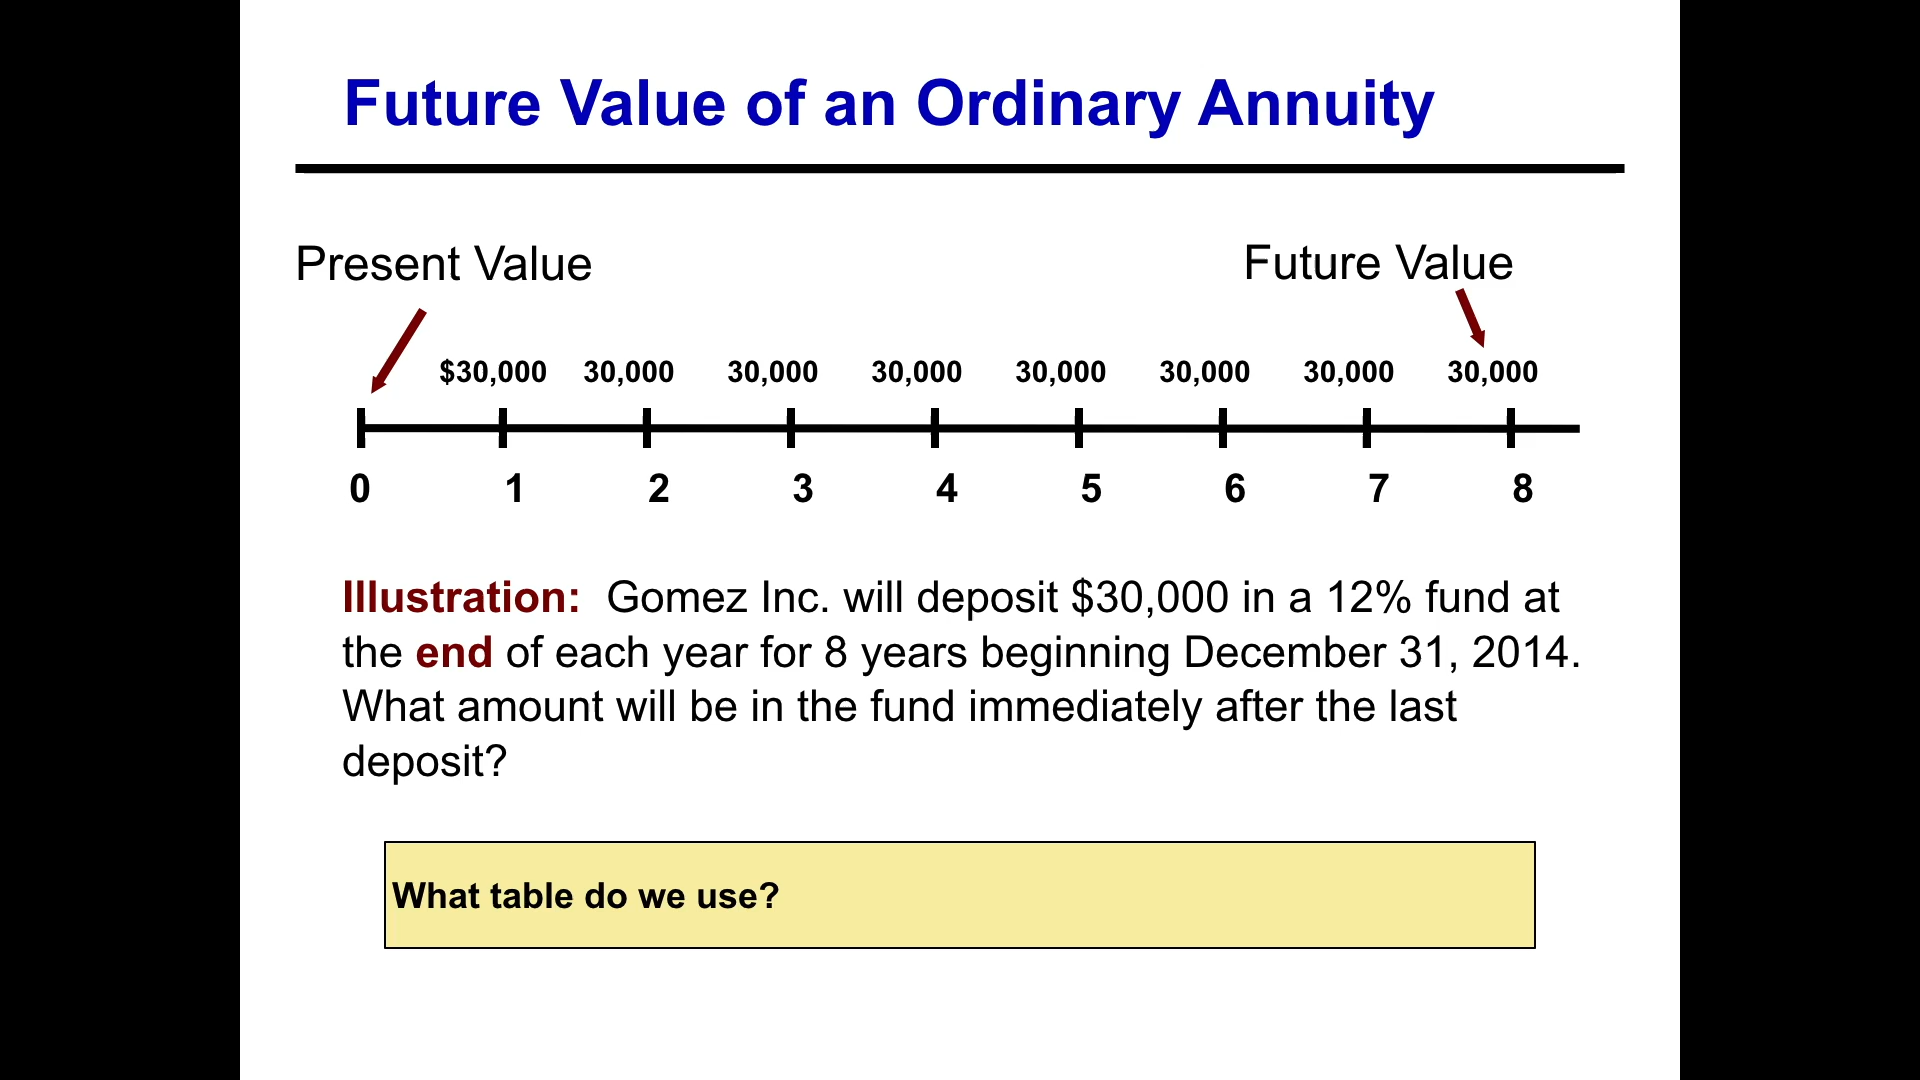 Future Value of an Ordinary Annuity
Present Value
Future Value
$30,000 30,000 30,000 30,000 30,000 30,000 30,000 30,000
0 1 2 3 4 5 6 7 8
Illustration: Gomez Inc. will deposit $30,000 in a 12% fund at
the end of each year for 8 years beginning December 31, 2014.
What amount will be in the fund immediately after the last
deposit?
What table do we use?